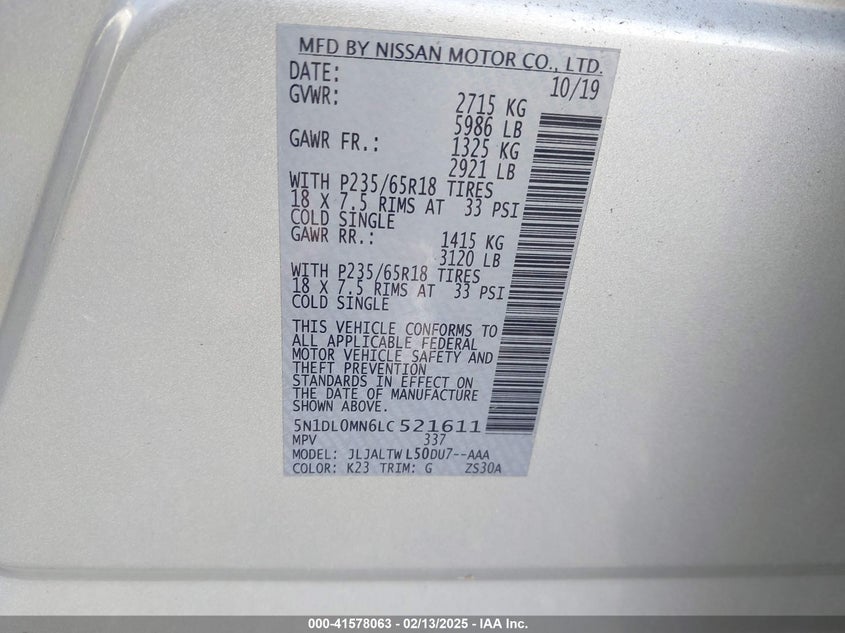 MFD BY NISSAN MOTOR CO., LTD.
DATE: 10/19
GVWR: 2715 KG
5986 LB
GAWR FR.: 1325 KG
2921 LB
WITH P235/65R18 TIRES
18 X 7.5 RIMS AT 33 PSI
COLD SINGLE
GAWR RR.: 1415 KG
3120 LB
WITH P235/65R18 TIRES
18 X 7.5 RIMS AT 33 PSI
COLD SINGLE
THIS VEHICLE CONFORMS TO
ALL APPLICABLE FEDERAL
MOTOR VEHICLE SAFETY AND
THEFT PREVENTION
STANDARDS IN EFFECT ON
THE DATE OF MANUFACTURE
SHOWN ABOVE.
5N1DL0MN6LC521611
MPV 337
MODEL: JLJALTWL50DU7--AAA
COLOR: K23 TRIM: G ZS30A
000-41578063 - 02/13/2025 - IAA Inc.